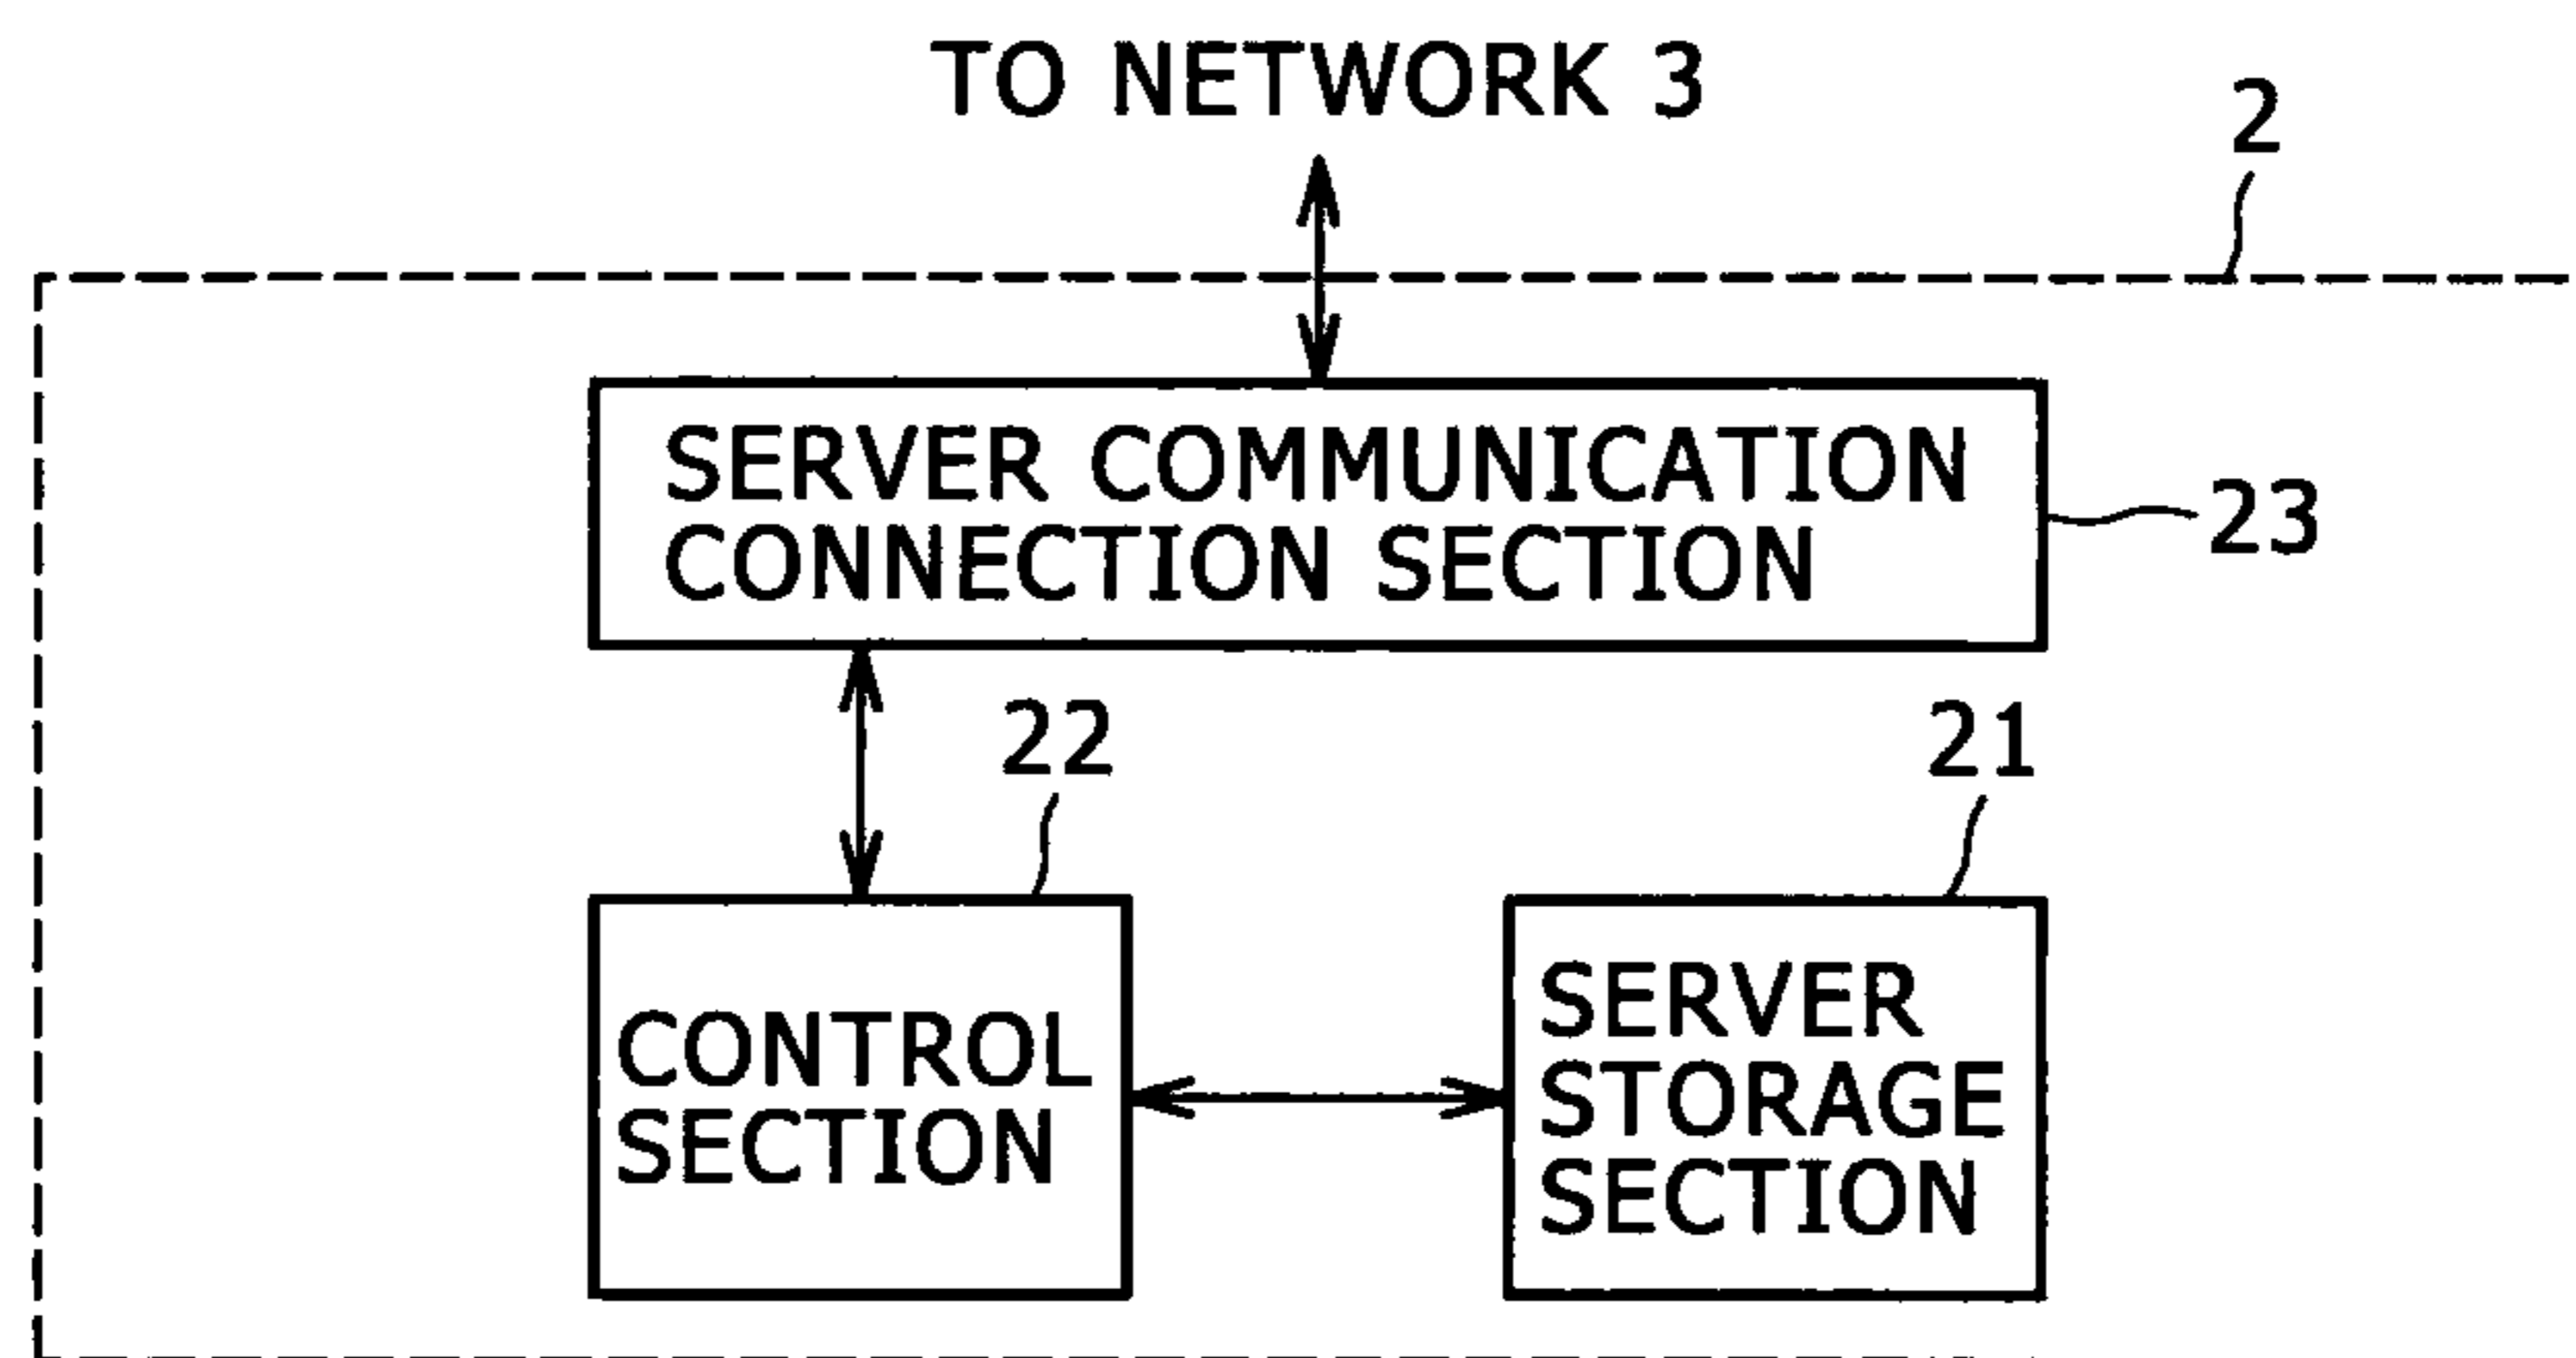 TO NETWORK 3
2
SERVER COMMUNICATION
CONNECTION SECTION
23
22
21
CONTROL
SECTION
SERVER
STORAGE
SECTION